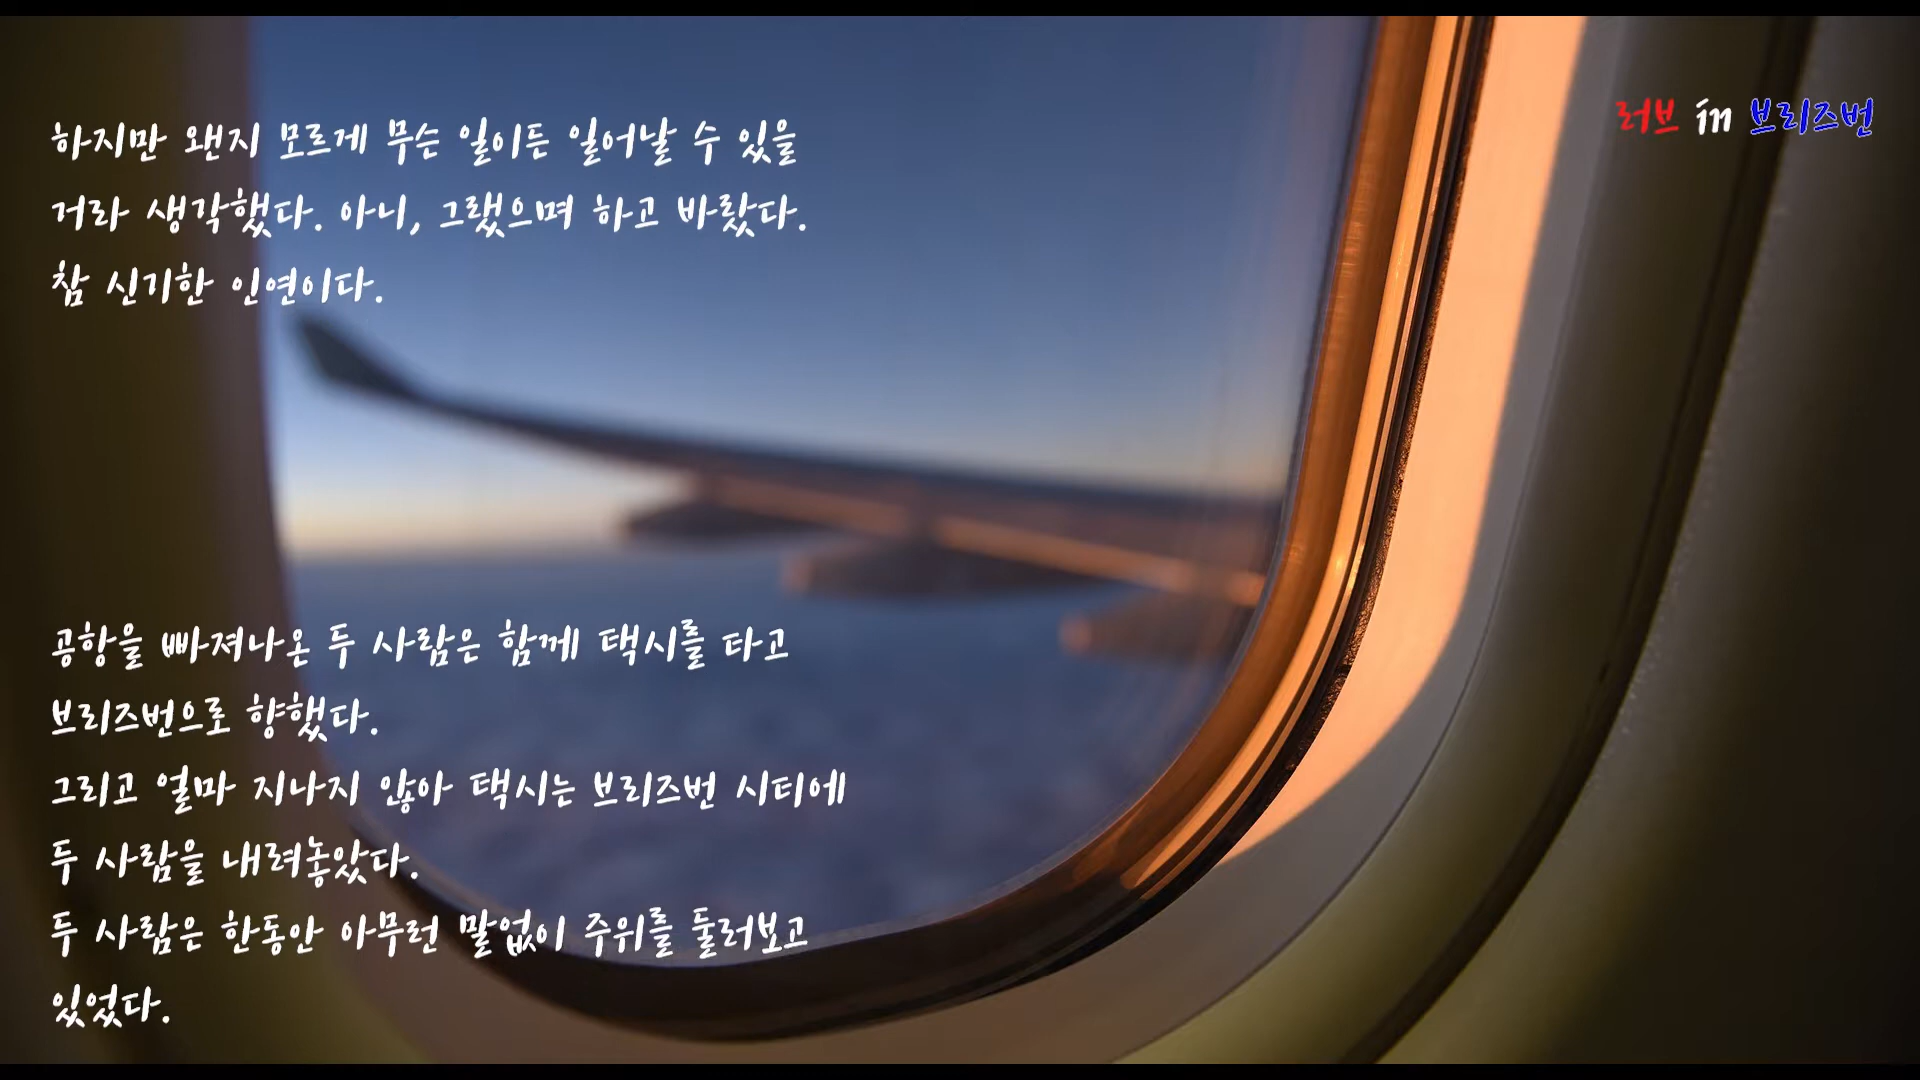 러브 in 브리즈번
하지만 왠지 모르게 무슨 일이든 일어날 수 있을
거라 생각했다. 아니, 그랬으며 하고 바랐다.
참 신기한 인연이다.
공항을 빠져나온 두 사람은 함께 택시를 타고
브리즈번으로 향했다.
그리고 얼마 지나지 않아 택시는 브리즈번 시티에
두 사람을 내려놓았다.
두 사람은 한동안 아무런 말없이 주위를 둘러보고
있었다.